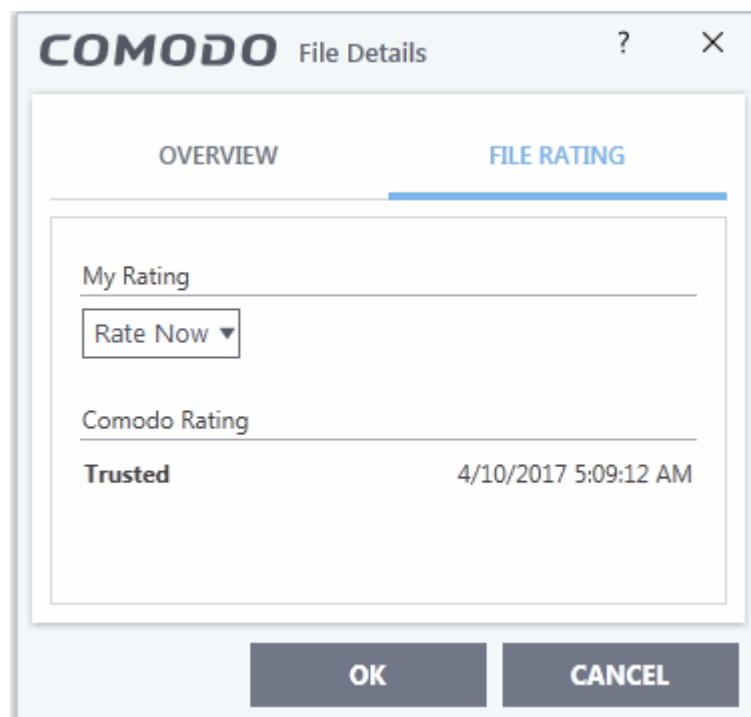 COMODO File Details ? ×
OVERVIEW FILE RATING
My Rating
Rate Now
Comodo Rating
Trusted 4/10/2017 5:09:12 AM
OK CANCEL